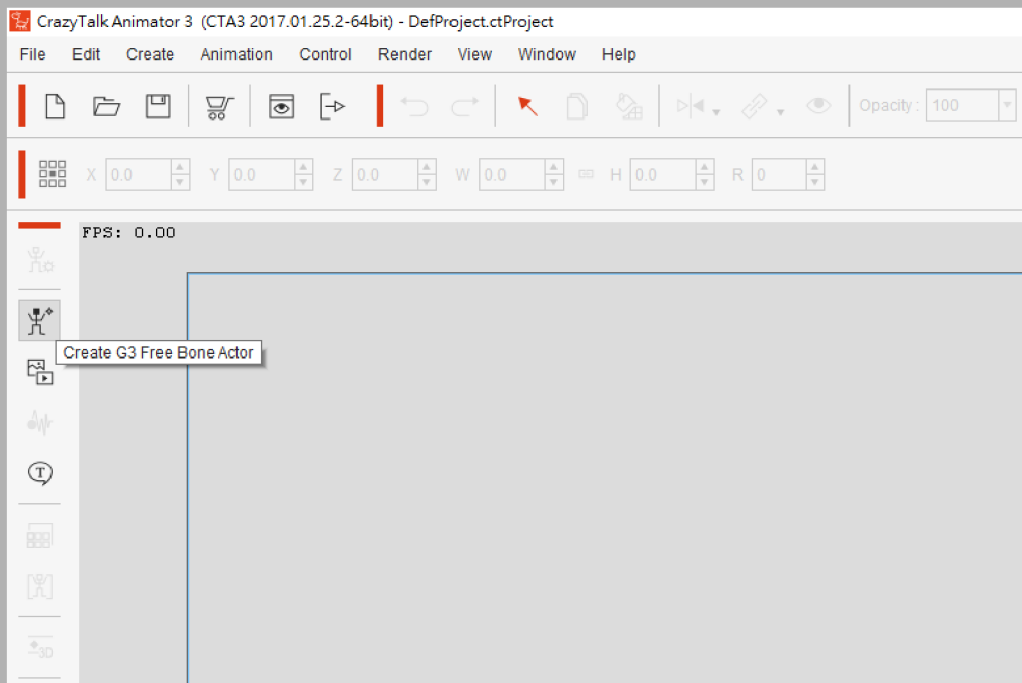 CrazyTalk Animator 3 (CTA3 2017.01.25.2-64bit) - DefProject.ctProject
File Edit Create Animation Control Render View Window Help
Opacity : 100
X 0.0 Y 0.0 Z 0.0 W 0.0 H 0.0 R 0
FPS: 0.00
Create G3 Free Bone Actor
T
3D